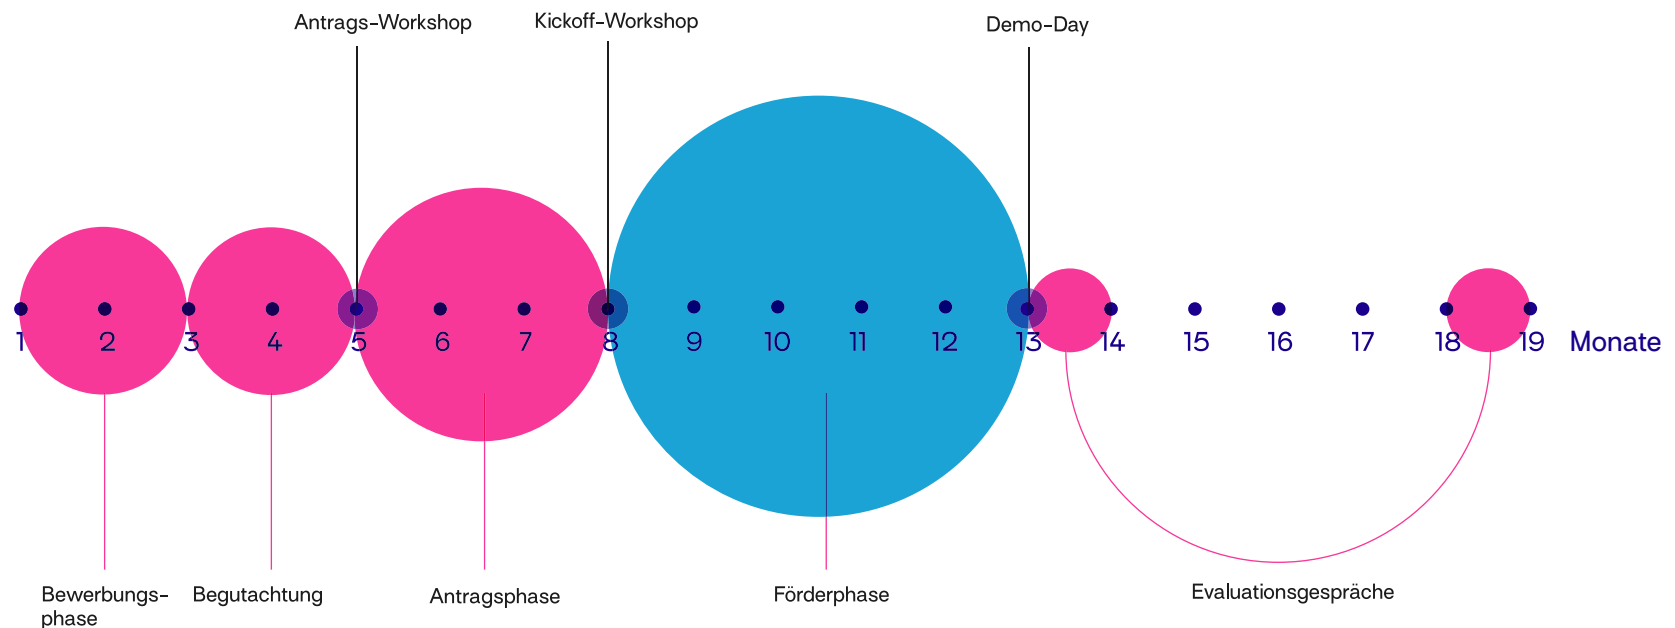 Antrags-Workshop
Kickoff-Workshop
Demo-Day
1 2 3 4 5 6 7 8 9 10 11 12 13 14 15 16 17 18 19 Monate
Bewerbungs-
phase
Begutachtung
Antragsphase
Förderphase
Evaluationsgespräche